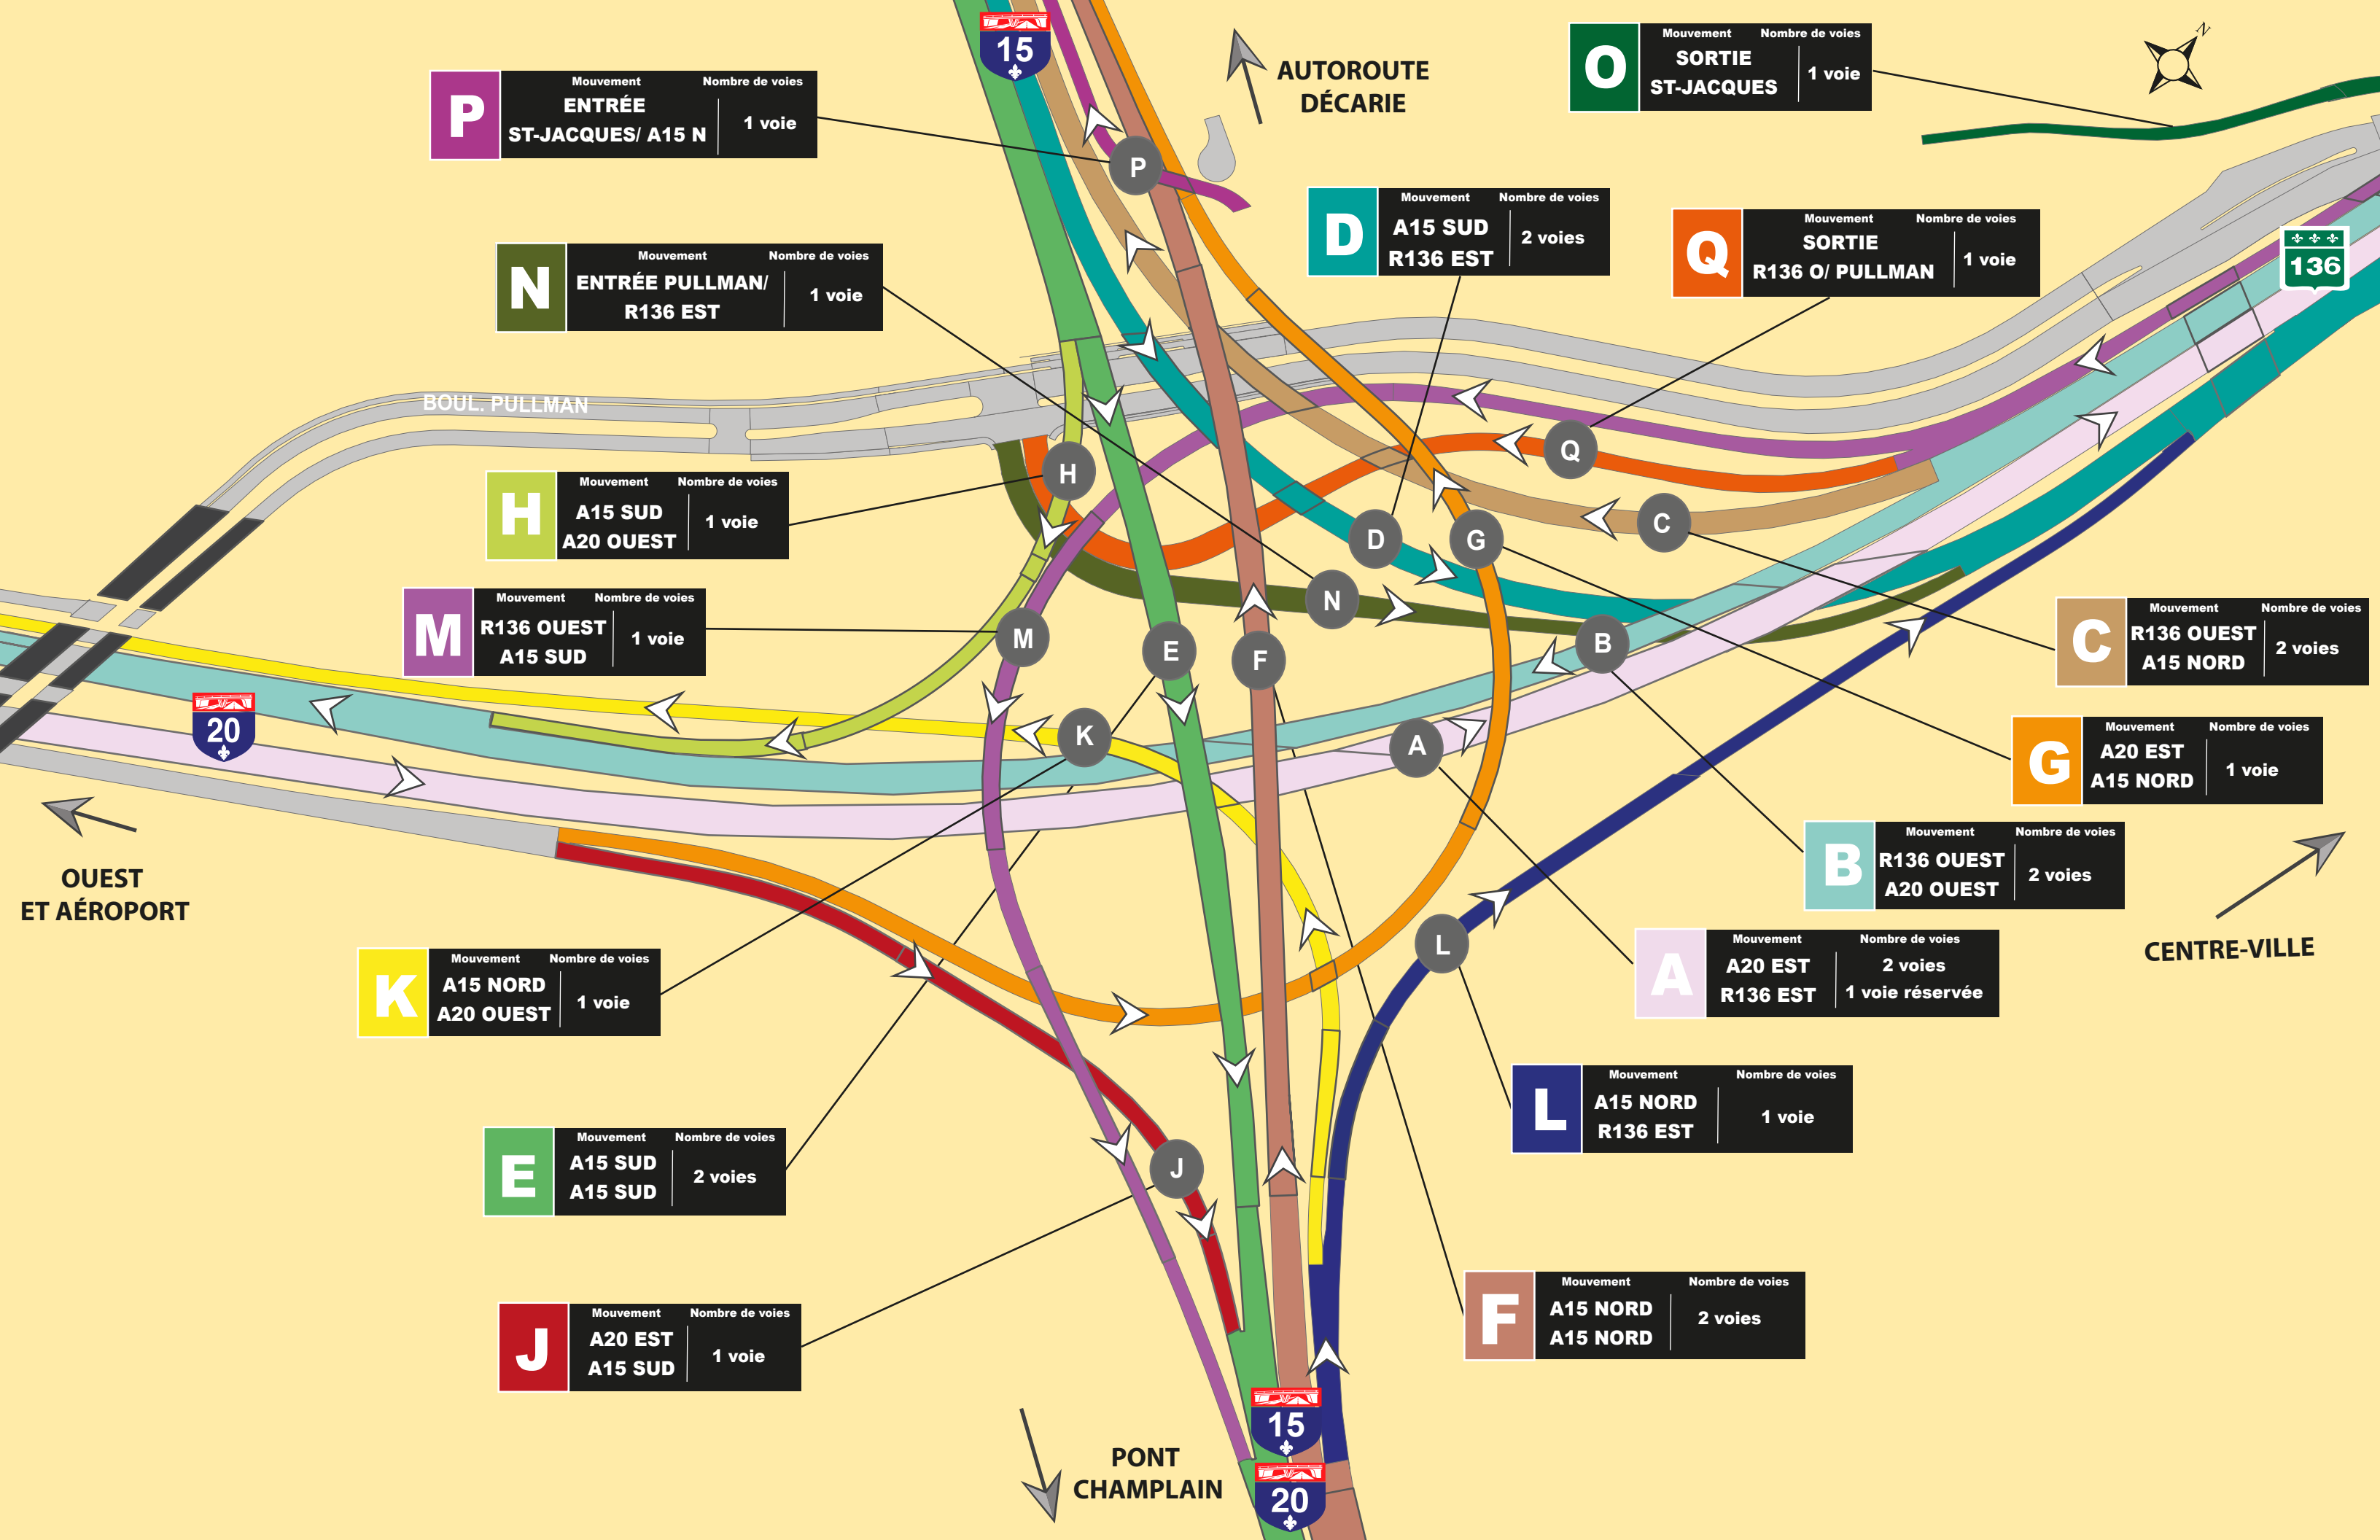 15
AUTOROUTE
DÉCARIE
O
Mouvement Nombre de voies
SORTIE
ST-JACQUES
1 voie
N
P
Mouvement Nombre de voies
ENTRÉE
ST-JACQUES/ A15 N
1 voie
P
N
Mouvement Nombre de voies
ENTRÉE PULLMAN/
R136 EST
1 voie
D
Mouvement Nombre de voies
A15 SUD
R136 EST
2 voies
Q
Mouvement Nombre de voies
SORTIE
R136 O/ PULLMAN
1 voie
136
BOUL. PULLMAN
H
Q
H
Mouvement Nombre de voies
A15 SUD
A20 OUEST
1 voie
D
G
C
N
M
Mouvement Nombre de voies
R136 OUEST
A15 SUD
1 voie
M
E
F
B
C
Mouvement Nombre de voies
R136 OUEST
A15 NORD
2 voies
20
K
A
G
Mouvement Nombre de voies
A20 EST
A15 NORD
1 voie
B
Mouvement Nombre de voies
R136 OUEST
A20 OUEST
2 voies
OUEST
ET AÉROPORT
L
CENTRE-VILLE
K
Mouvement Nombre de voies
A15 NORD
A20 OUEST
1 voie
A
Mouvement Nombre de voies
A20 EST
R136 EST
2 voies
1 voie réservée
L
Mouvement Nombre de voies
A15 NORD
R136 EST
1 voie
E
Mouvement Nombre de voies
A15 SUD
A15 SUD
2 voies
J
F
Mouvement Nombre de voies
A15 NORD
A15 NORD
2 voies
J
Mouvement Nombre de voies
A20 EST
A15 SUD
1 voie
15
PONT
CHAMPLAIN
20